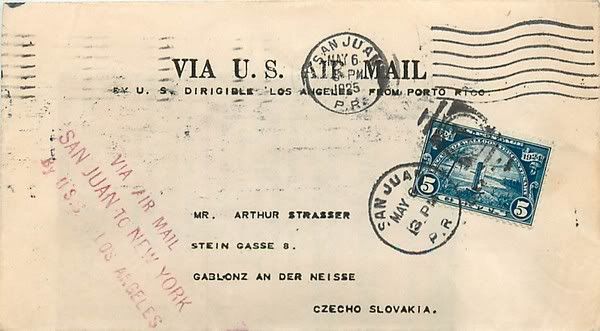 SAN JUAN
MAY 6
PM
1925
P.R.
VIA U.S. AIR MAIL
BY U. S. DIRIGIBLE LOS ANGELES FROM PORTO RICO.
VIA AIR MAIL
SAN JUAN TO NEW YORK
By U.S.S. LOS ANGELES
1924
5 5
CENTS
SAN JUAN
MAY
PM
P.R.
MR. ARTHUR STRASSER
STEIN GASSE 8.
GABLONZ AN DER NEISSE
CZECHO SLOVAKIA.